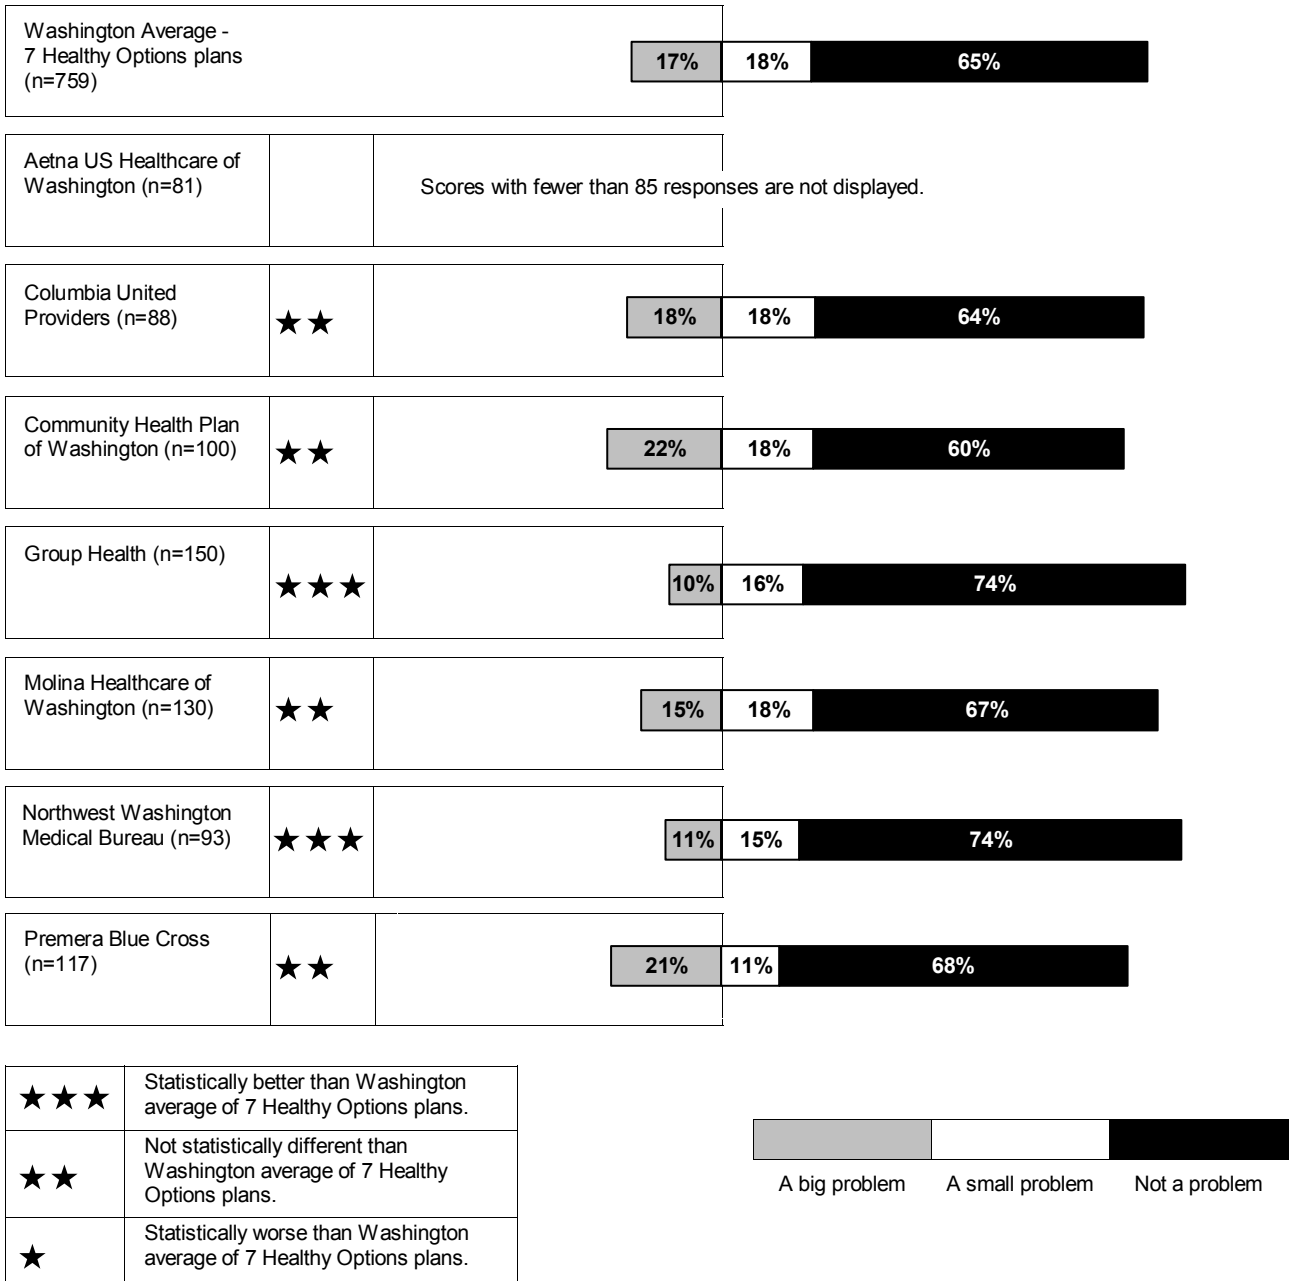 Washington Average -
7 Healthy Options plans
(n=759)
17% 18% 65%
Aetna US Healthcare of
Washington (n=81)
Scores with fewer than 85 responses are not displayed.
Columbia United
Providers (n=88)
★★
18% 18% 64%
Community Health Plan
of Washington (n=100)
★★
22% 18% 60%
Group Health (n=150)
★★★
10% 16% 74%
Molina Healthcare of
Washington (n=130)
★★
15% 18% 67%
Northwest Washington
Medical Bureau (n=93)
★★★
11% 15% 74%
Premera Blue Cross
(n=117)
★★
21% 11% 68%
★★★
Statistically better than Washington
average of 7 Healthy Options plans.
★★
Not statistically different than
Washington average of 7 Healthy
Options plans.
★
Statistically worse than Washington
average of 7 Healthy Options plans.
A big problem A small problem Not a problem